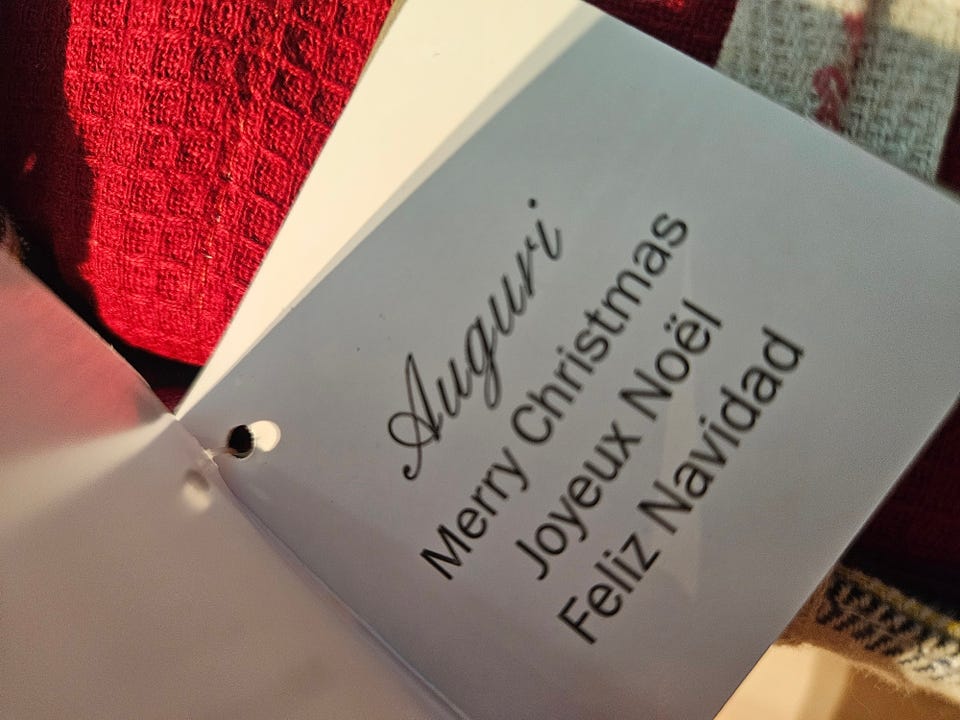 Auguri
Merry Christmas
Joyeux Noël
Feliz Navidad